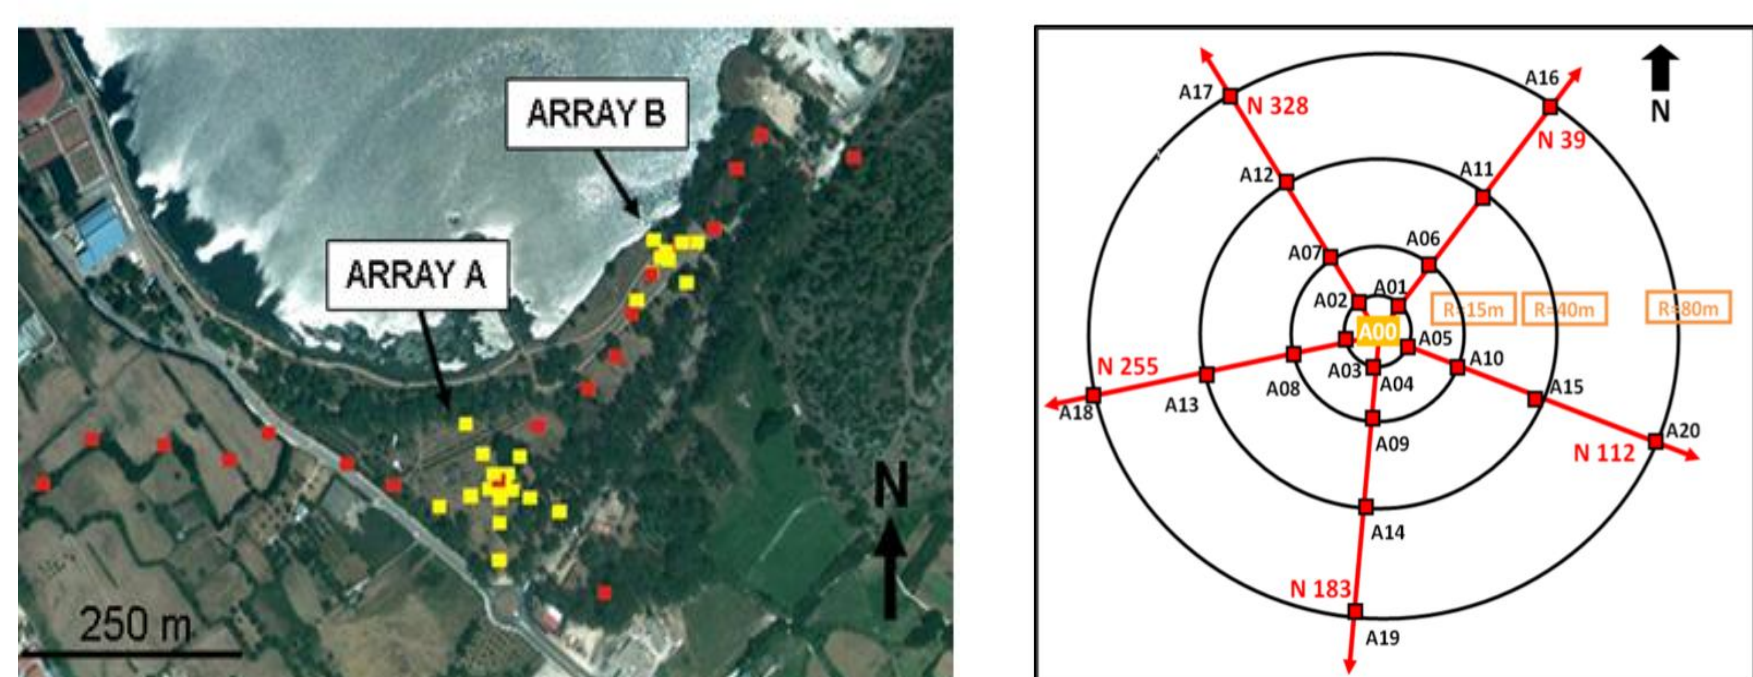 ARRAY B
ARRAY A
N
250 m
A17
N 328
A16
N 39
N
A12
A11
A07
A06
A02
A01
R=15m
R=40m
R=80m
A00
A05
N 255
A03
A04
A10
A08
A15
A18
A13
A09
A20
N 112
A14
N 183
A19